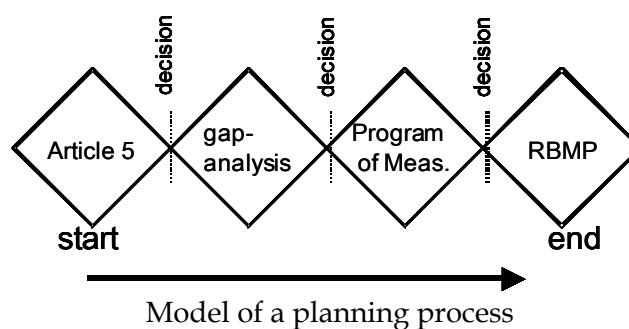 decision
decision
decision
Article 5
gap-
analysis
Program
of Meas.
RBMP
start
end
Model of a planning process